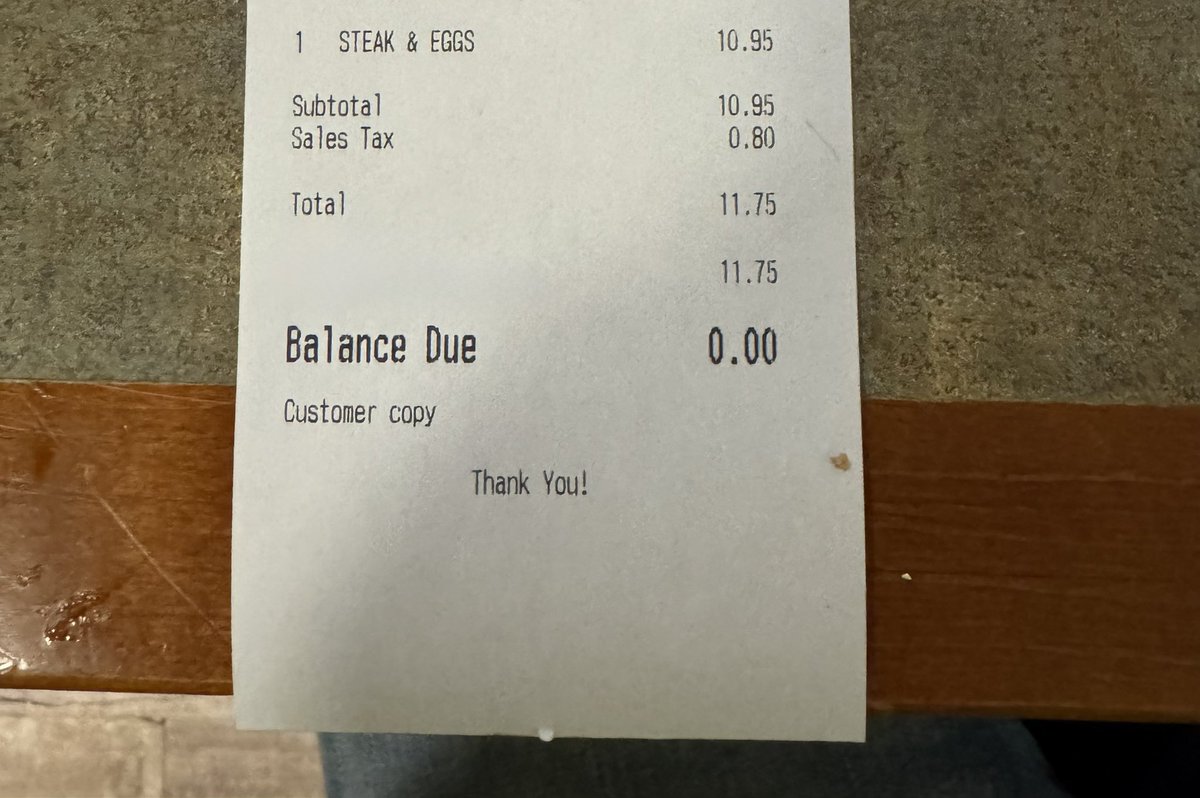 1 STEAK & EGGS 10.95
Subtotal 10.95
Sales Tax 0.80
Total 11.75
11.75
Balance Due 0.00
Customer copy
Thank You!